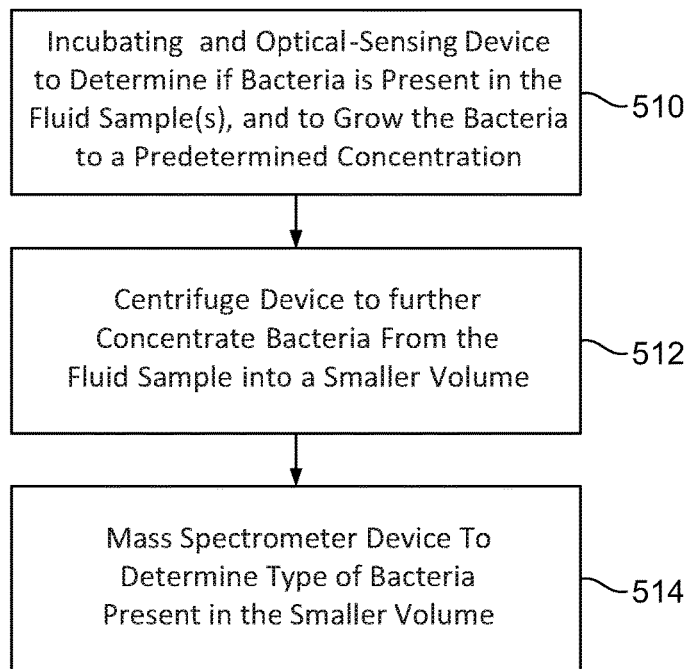 Incubating and Optical-Sensing Device
to Determine if Bacteria is Present in the
Fluid Sample(s), and to Grow the Bacteria
to a Predetermined Concentration
510
Centrifuge Device to further
Concentrate Bacteria From the
Fluid Sample into a Smaller Volume
512
Mass Spectrometer Device To
Determine Type of Bacteria
Present in the Smaller Volume
514